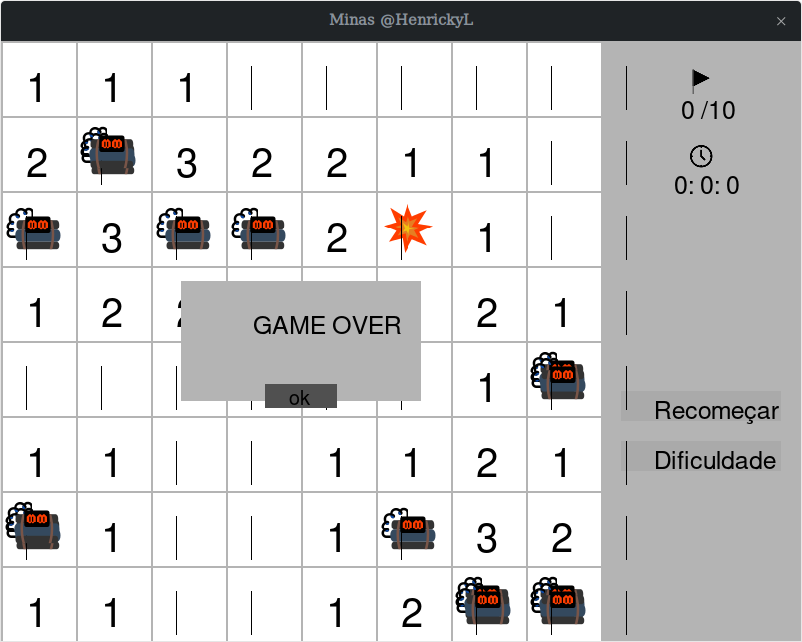 Minas @HenrickyL
×
1 1 1
0 /10
2 3 2 2 1 1
0: 0: 0
3 2 1
1 2 2 1
GAME OVER
1
ok
Recomeçar
1 1 1 1 2 1
Dificuldade
1 1 3 2
1 1 1 2